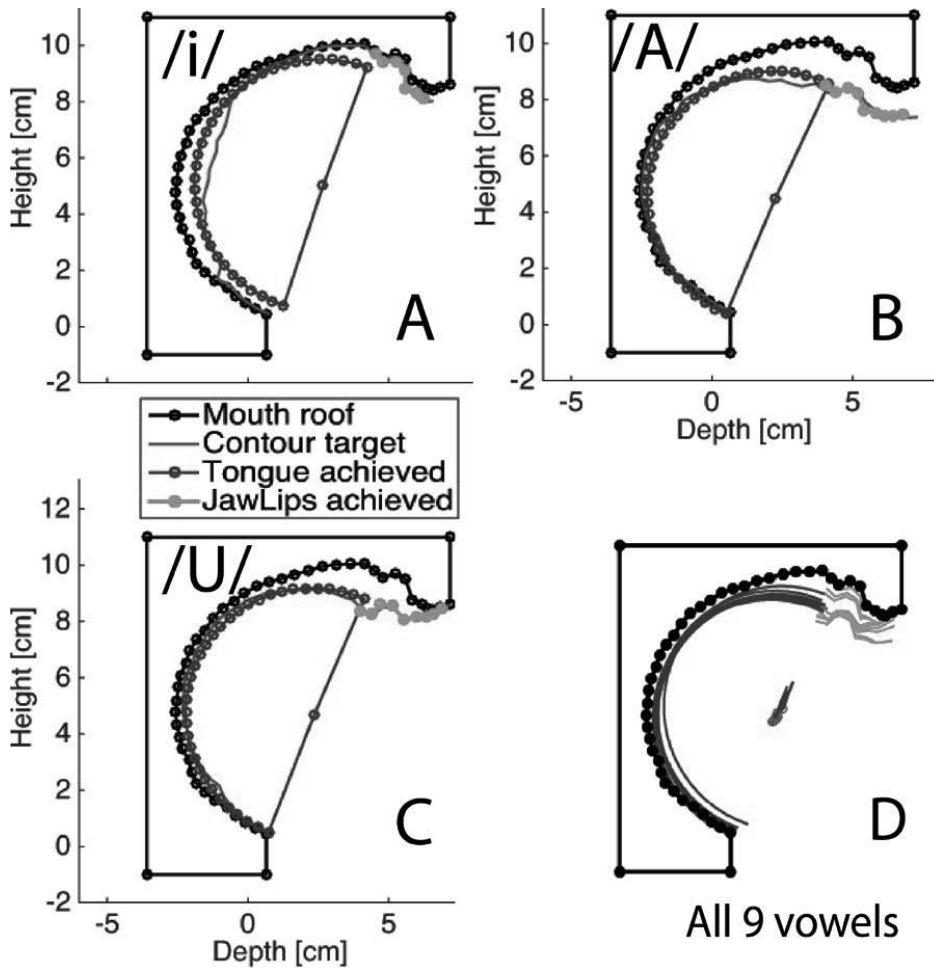 /i/
10
8
6
4
2
0
-2
Height [cm]
A
/A/
10
8
6
4
2
0
-2
Height [cm]
B
-5
0
5
Depth [cm]
Mouth roof
Contour target
Tongue achieved
JawLips achieved
/U/
12
10
8
6
4
2
0
-2
Height [cm]
C
-5
0
5
Depth [cm]
D
All 9 vowels